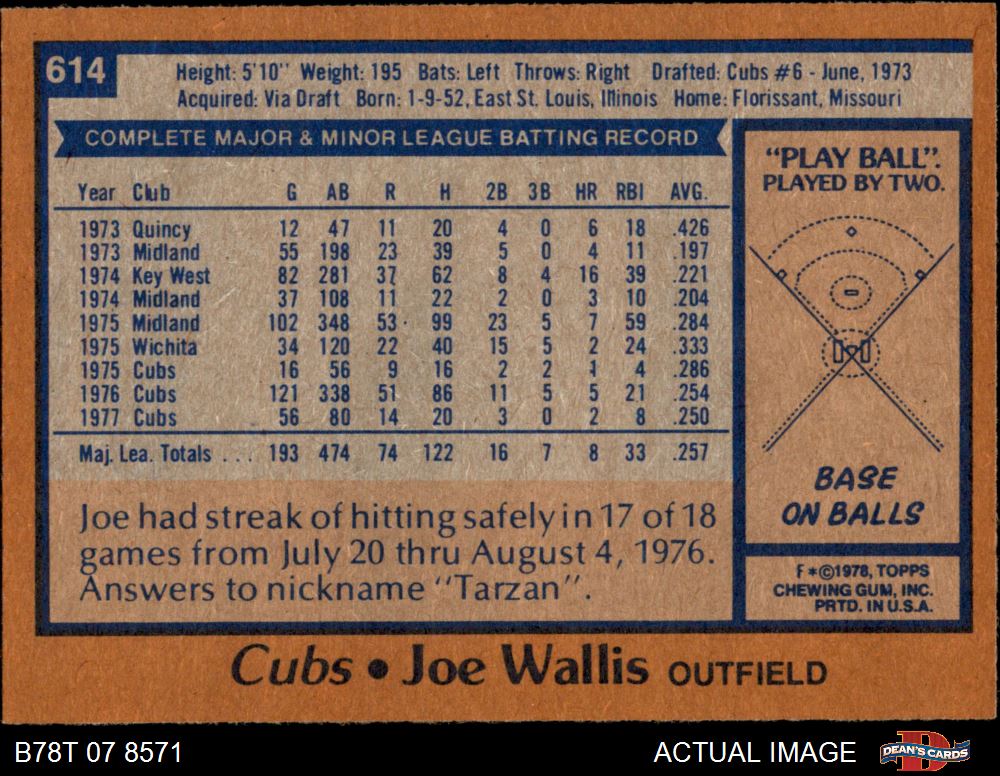 614
Height: 5'10" Weight: 195 Bats: Left Throws: Right Drafted: Cubs #6 - June, 1973
Acquired: Via Draft Born: 1-9-52, East St. Louis, Illinois Home: Florissant, Missouri
COMPLETE MAJOR & MINOR LEAGUE BATTING RECORD
Year Club G AB R H 2B 3B HR RBI AVG.
1973 Quincy 12 47 11 20 4 0 6 18 .426
1973 Midland 55 198 23 39 5 0 4 11 .197
1974 Key West 82 281 37 62 8 4 16 39 .221
1974 Midland 37 108 11 22 2 0 3 10 .204
1975 Midland 102 348 53 99 23 5 7 59 .284
1975 Wichita 34 120 22 40 15 5 2 24 .333
1975 Cubs 16 56 9 16 2 2 1 4 .286
1976 Cubs 121 338 51 86 11 5 5 21 .254
1977 Cubs 56 80 14 20 3 0 2 8 .250
Maj. Lea. Totals . . . 193 474 74 122 16 7 8 33 .257
Joe had streak of hitting safely in 17 of 18
games from July 20 thru August 4, 1976.
Answers to nickname "Tarzan".
"PLAY BALL".
PLAYED BY TWO.
BASE
ON BALLS
F*©1978, TOPPS
CHEWING GUM, INC.
PRTD. IN U.S.A.
Cubs • Joe Wallis OUTFIELD
B78T 07 8571
ACTUAL IMAGE
D
DEAN'S CARDS